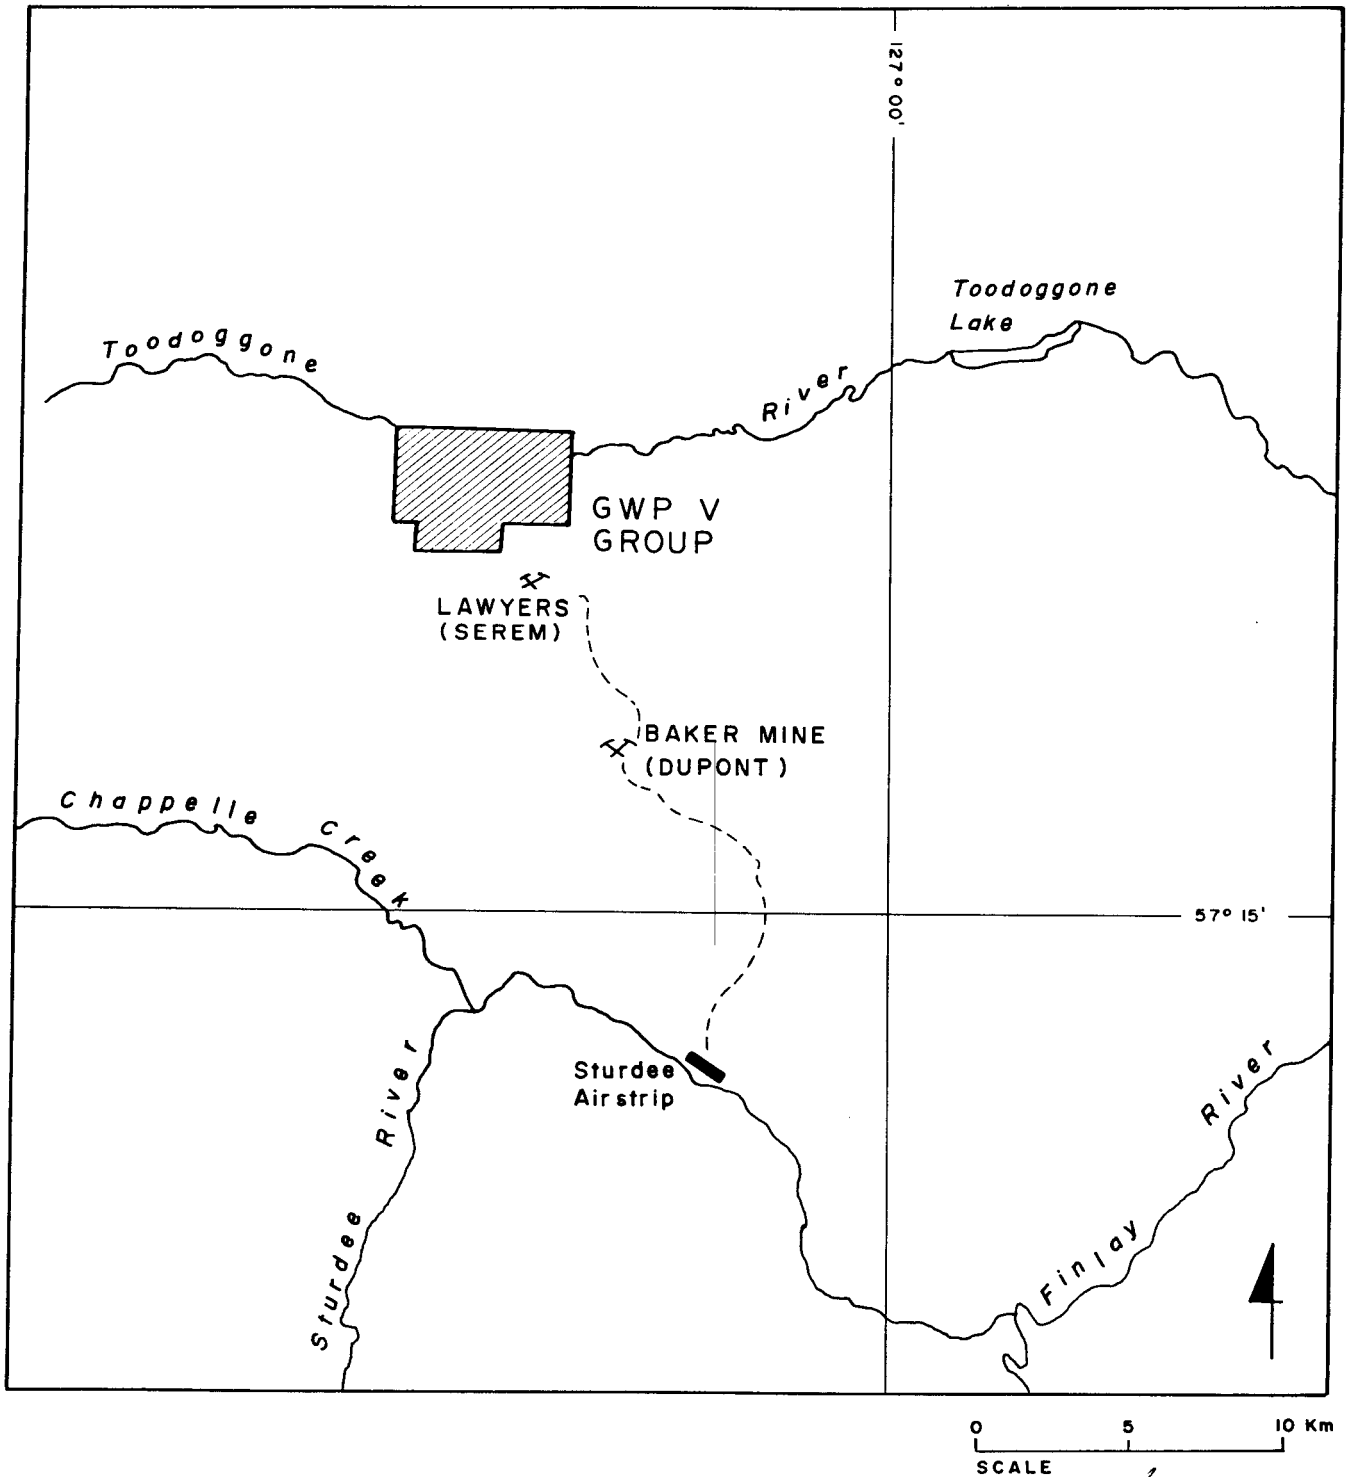 127° 00'
Toodoggone
Lake
Toodoggone River
GWP V
GROUP
LAWYERS
(SEREM)
BAKER MINE
(DUPONT)
Chappelle Creek
57° 15'
Sturdee
Airstrip
Sturdee River
Finlay River
0 5 10 Km
SCALE